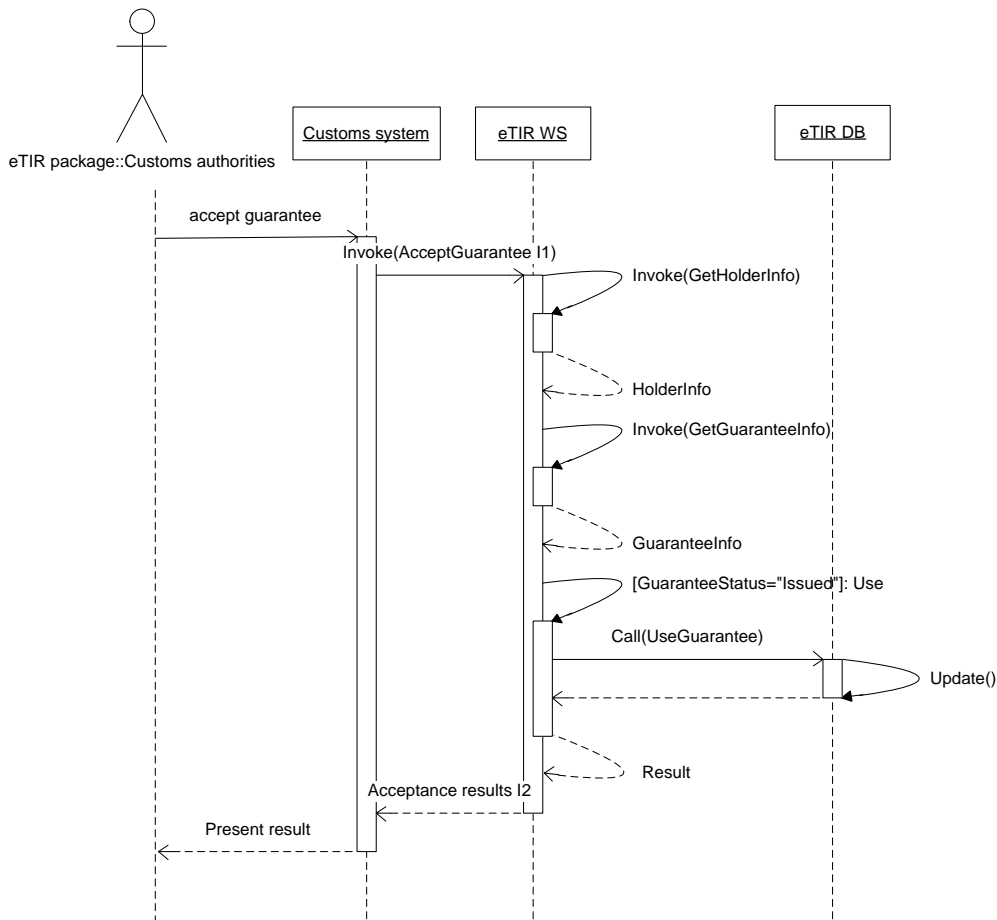 Customs system
eTIR WS
eTIR DB
eTIR package::Customs authorities
accept guarantee
Invoke(AcceptGuarantee I1)
Invoke(GetHolderInfo)
HolderInfo
Invoke(GetGuaranteeInfo)
GuaranteeInfo
[GuaranteeStatus="Issued"]: Use
Call(UseGuarantee)
Update()
Result
Acceptance results I2
Present result